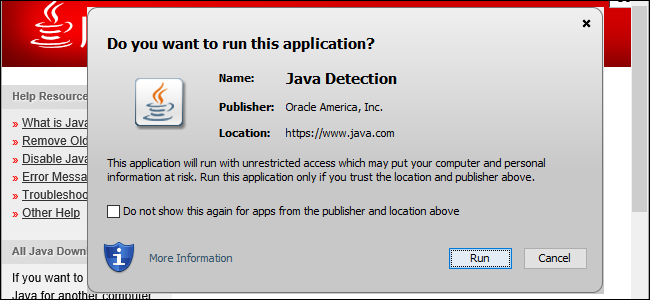 Do you want to run this application?
Name: Java Detection
Publisher: Oracle America, Inc.
Location: https://www.java.com
This application will run with unrestricted access which may put your computer and personal
information at risk. Run this application only if you trust the location and publisher above.
Do not show this again for apps from the publisher and location above
More Information
Run
Cancel
Help Resource
» What is Java
» Remove Old
» Disable Java
» Error Messa
» Troubleshoo
» Other Help
All Java Down
If you want to
Java for another computer